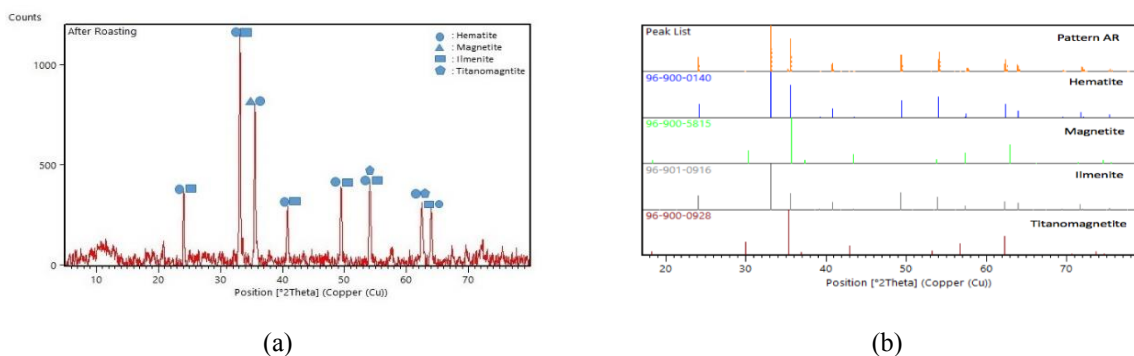 Counts
After Roasting
: Hematite
: Magnetite
: Ilmenite
: Titanomagntite
1000
500
0
10 20 30 40 50 60 70
Position [°2Theta] (Copper (Cu))
(a)
Peak List
Pattern AR
96-900-0140
Hematite
96-900-5815
Magnetite
96-901-0916
Ilmenite
96-900-0928
Titanomagnetite
20 30 40 50 60 70
Position [°2Theta] (Copper (Cu))
(b)